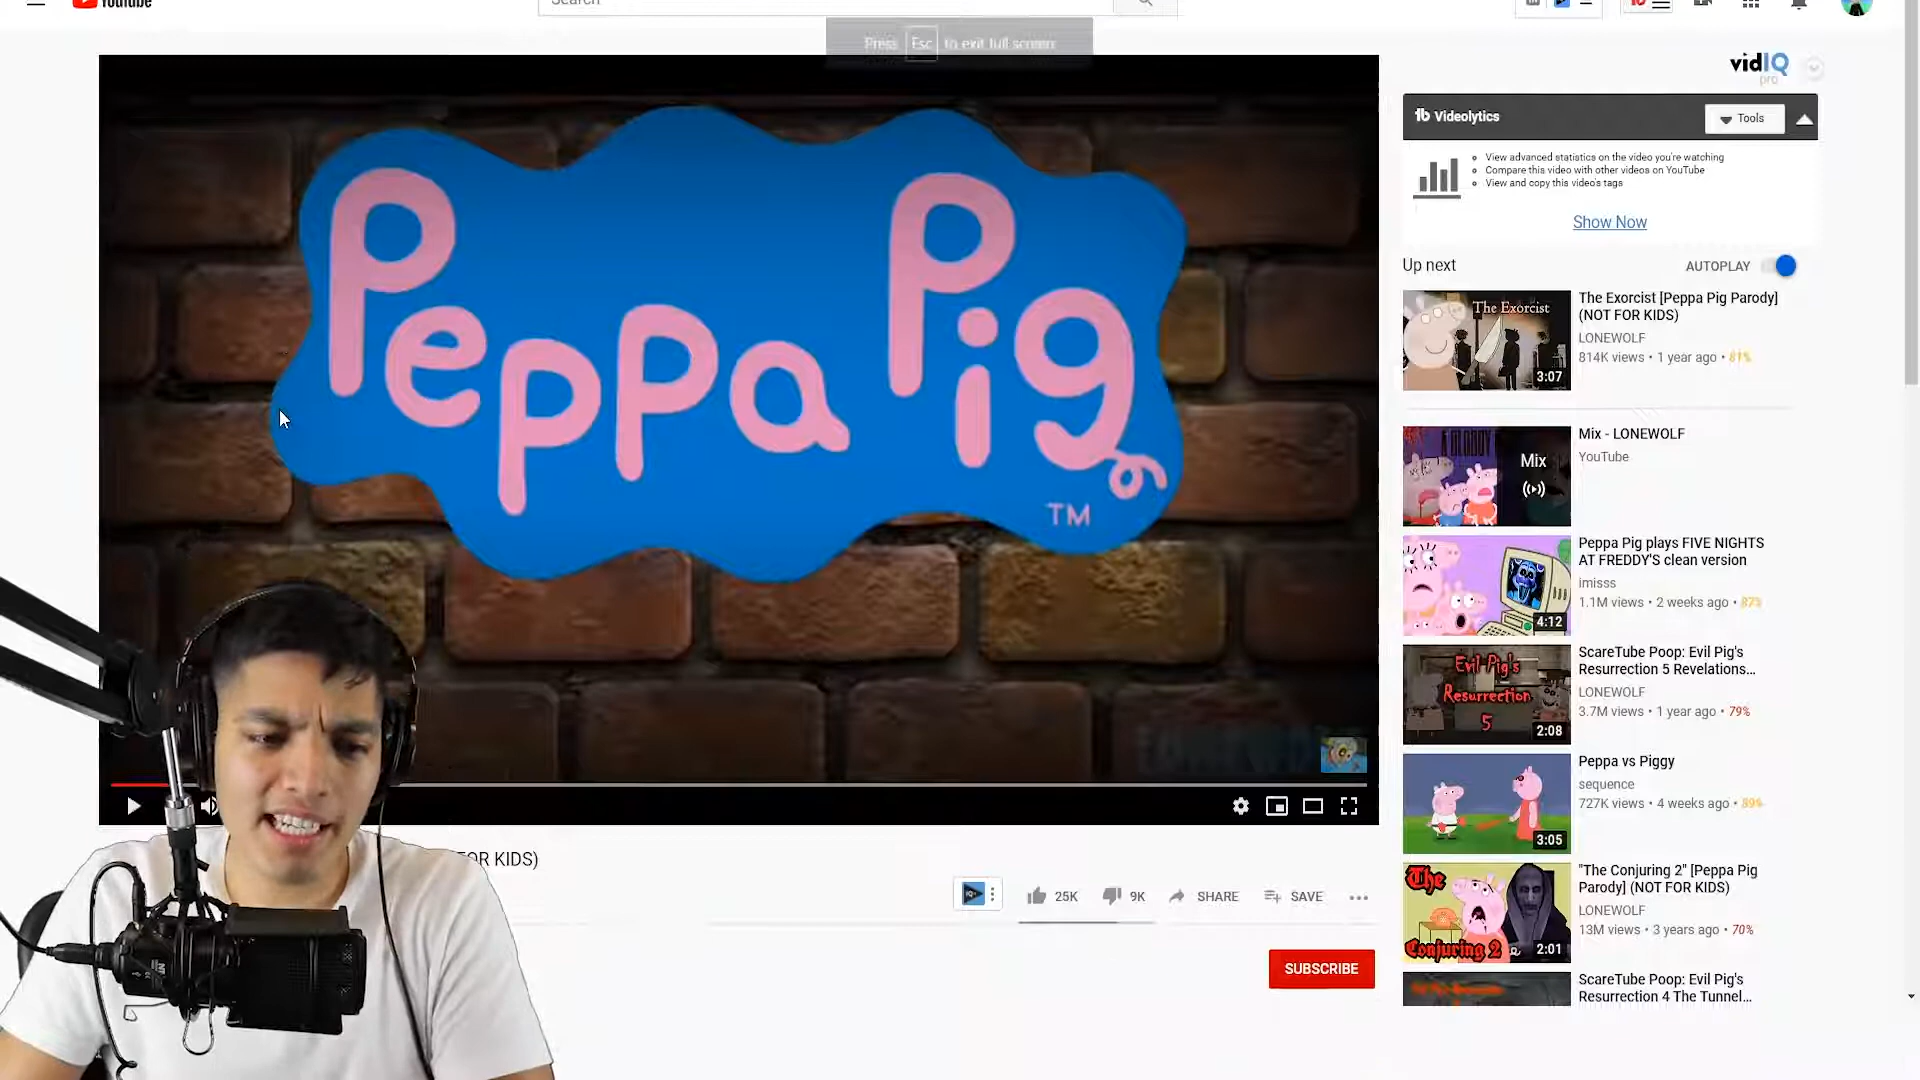 YouTube
Search
Press Esc to exit full screen
vidIQ
pro
Peppa Pig
TM
tb Videolytics
Tools
View advanced statistics on the video you're watching
Compare this video with other videos on YouTube
View and copy this video's tags
Show Now
Up next
AUTOPLAY
The Exorcist
3:07
The Exorcist [Peppa Pig Parody]
(NOT FOR KIDS)
LONEWOLF
814K views • 1 year ago • 81%
Mix
Mix - LONEWOLF
YouTube
4:12
Peppa Pig plays FIVE NIGHTS
AT FREDDY'S clean version
imisss
1.1M views • 2 weeks ago • 87%
Evil Pig's
Resurrection
5
2:08
ScareTube Poop: Evil Pig's
Resurrection 5 Revelations...
LONEWOLF
3.7M views • 1 year ago • 79%
3:05
Peppa vs Piggy
sequence
727K views • 4 weeks ago • 89%
The
Conjuring 2
2:01
"The Conjuring 2" [Peppa Pig
Parody] (NOT FOR KIDS)
LONEWOLF
13M views • 3 years ago • 70%
ScareTube Poop: Evil Pig's
Resurrection 4 The Tunnel...
OR KIDS)
25K
9K
SHARE
SAVE
SUBSCRIBE